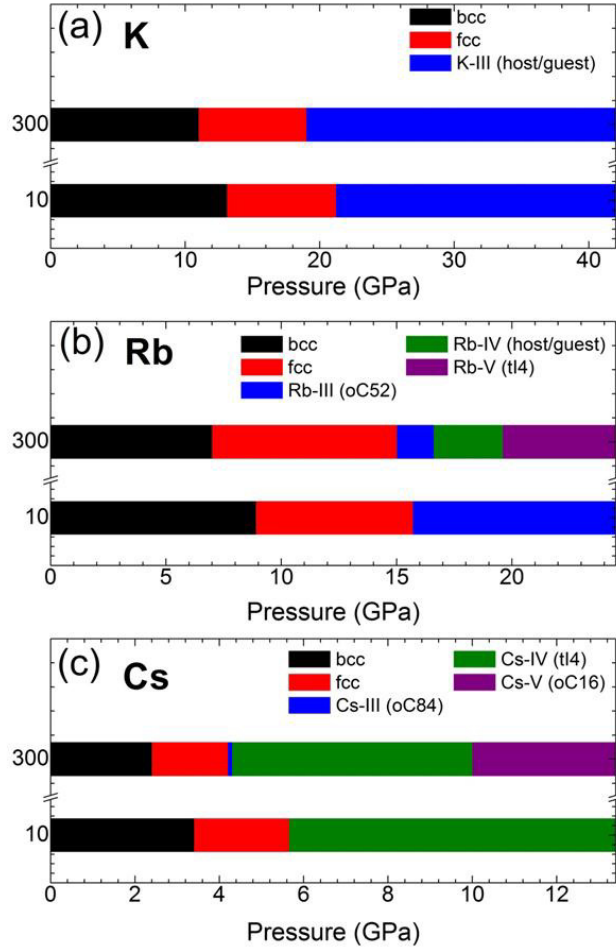 (a) K
bcc
fcc
K-III (host/guest)
300
10
0 10 20 30 40
Pressure (GPa)
(b) Rb
bcc
fcc
Rb-III (oC52)
Rb-IV (host/guest)
Rb-V (tI4)
300
10
0 5 10 15 20
Pressure (GPa)
(c) Cs
bcc
fcc
Cs-III (oC84)
Cs-IV (tI4)
Cs-V (oC16)
300
10
0 2 4 6 8 10 12
Pressure (GPa)